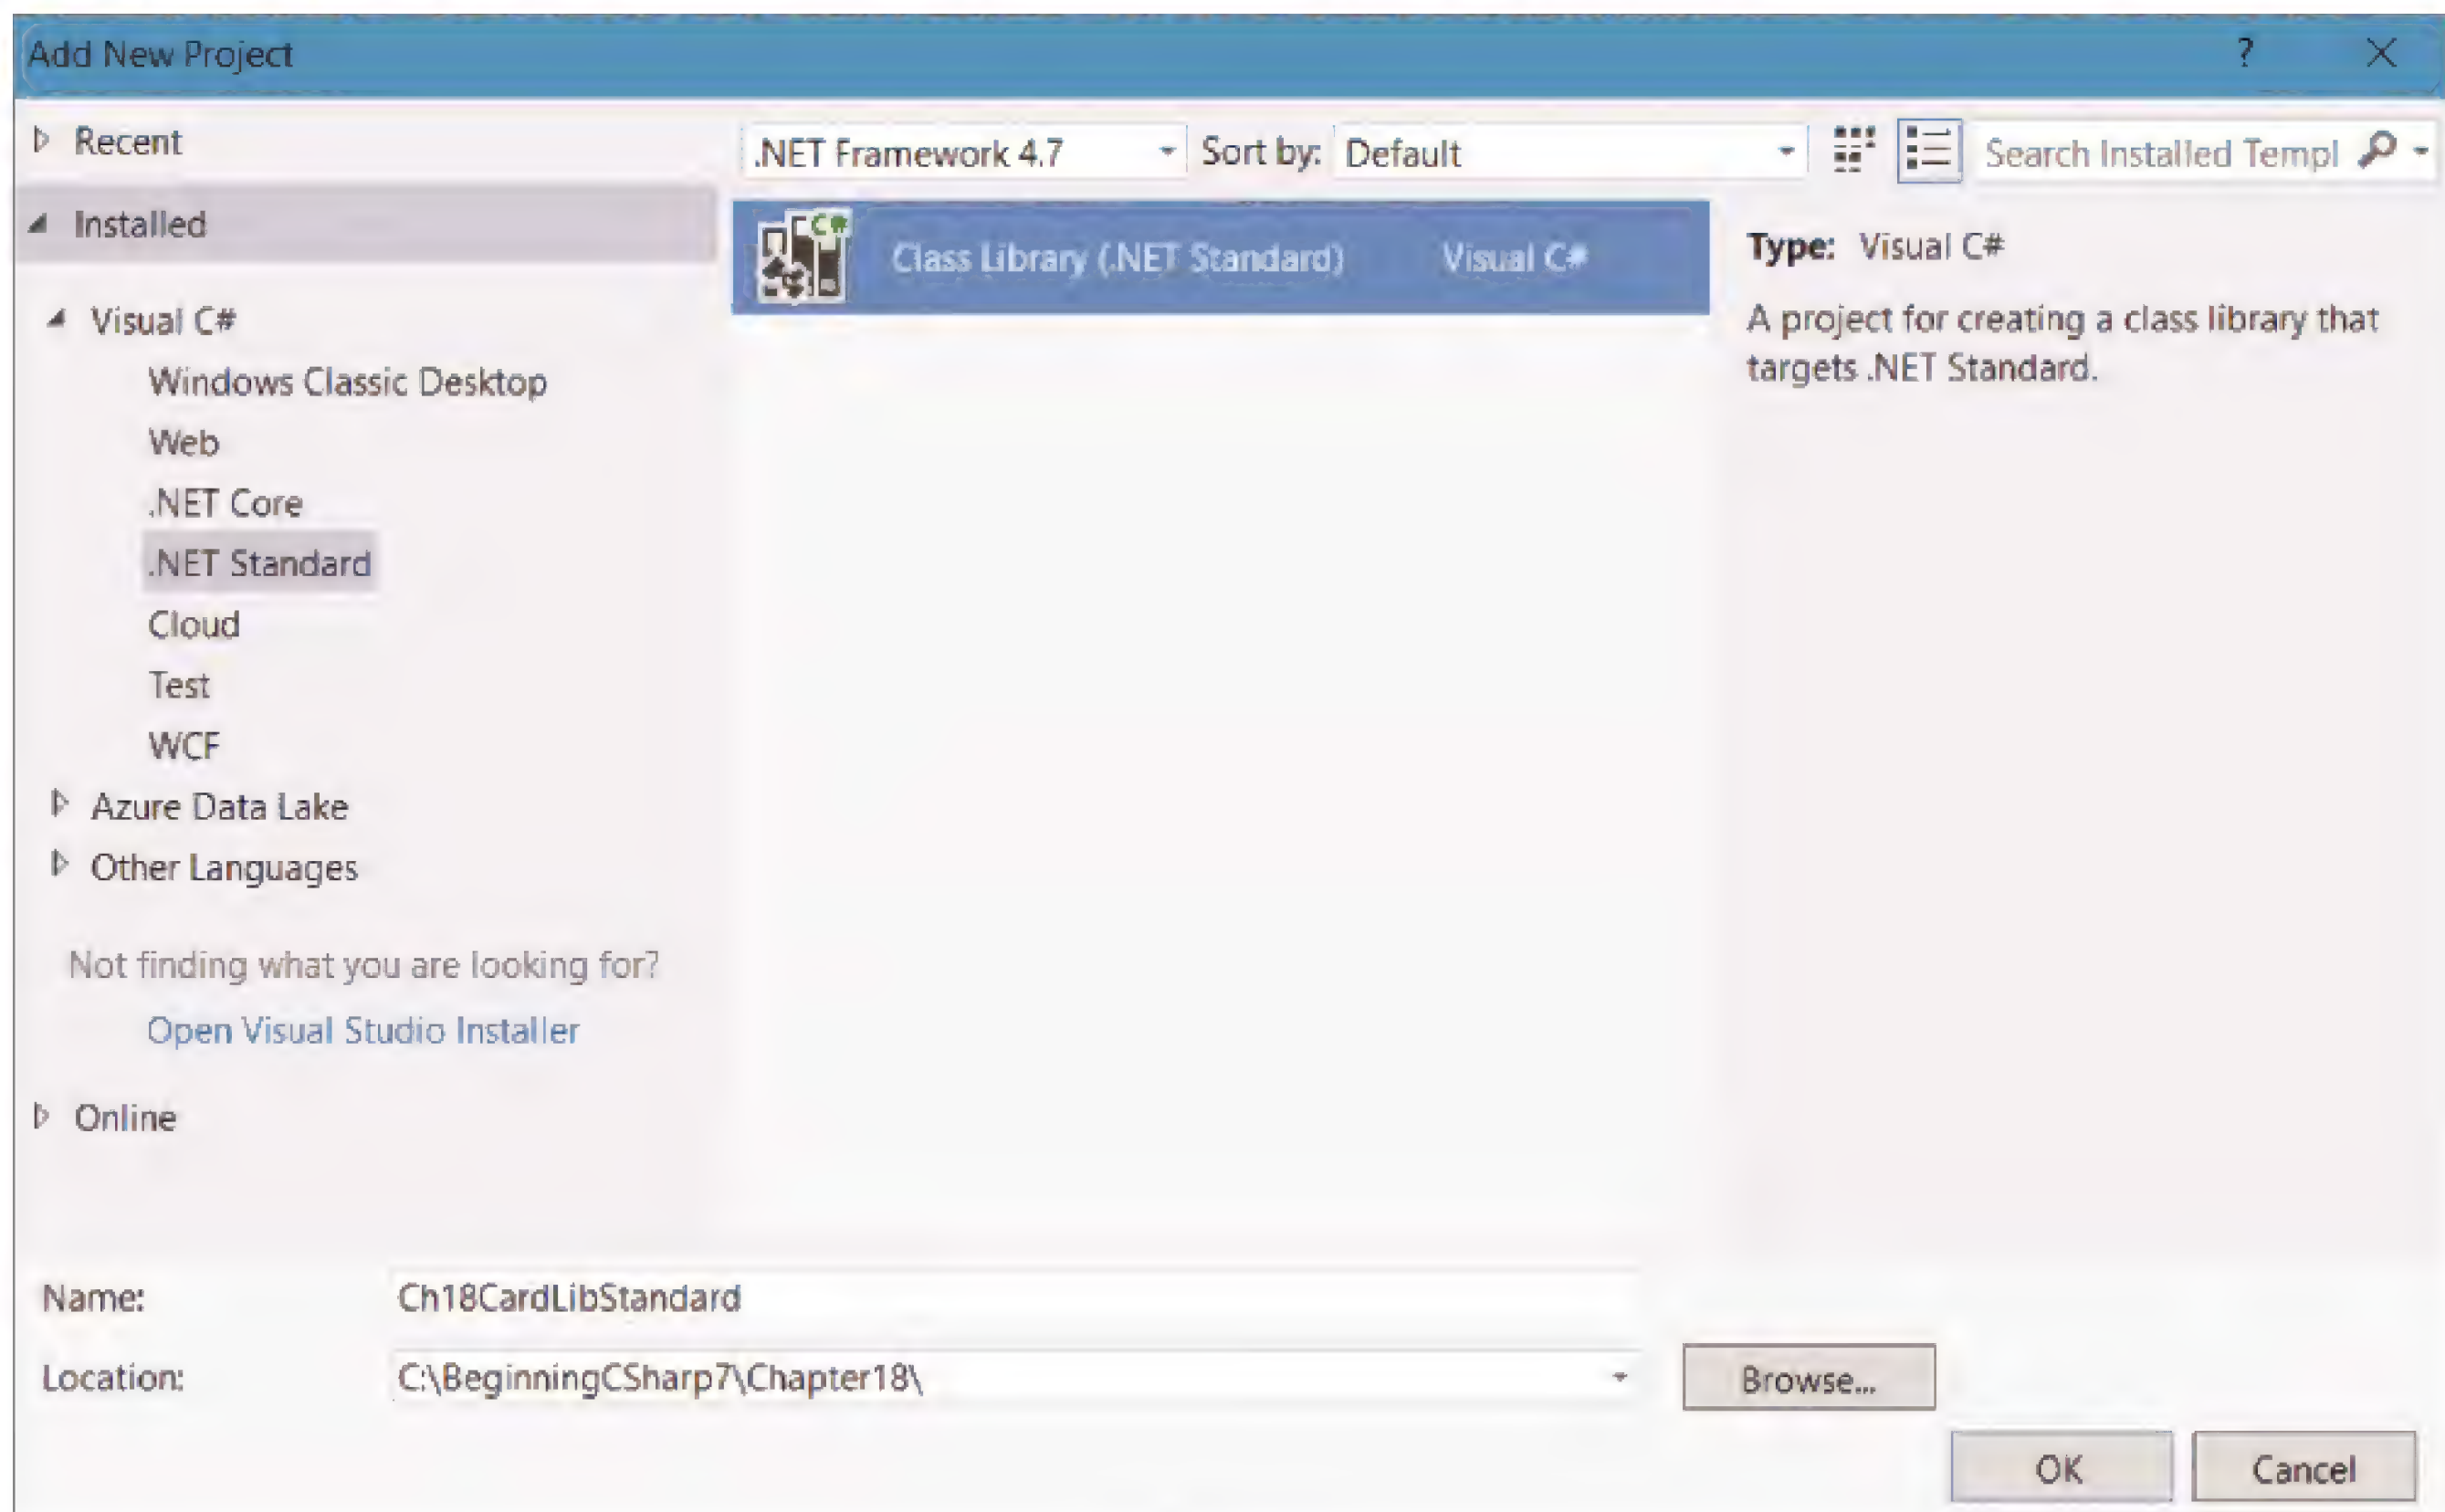 Add New Project ?
Recent
Installed
Visual C#
Windows Classic Desktop
Web
.NET Core
.NET Standard
Cloud
Test
WCF
Azure Data Lake
Other Languages
Not finding what you are looking for?
Open Visual Studio Installer
Online
.NET Framework 4.7 Sort by: Default Search Installed Templ
C# Class Library (.NET Standard) Visual C#
Type: Visual C#
A project for creating a class library that
targets .NET Standard.
Name: Ch18CardLibStandard
Location: C:\BeginningCSharp7\Chapter18\ Browse...
OK Cancel